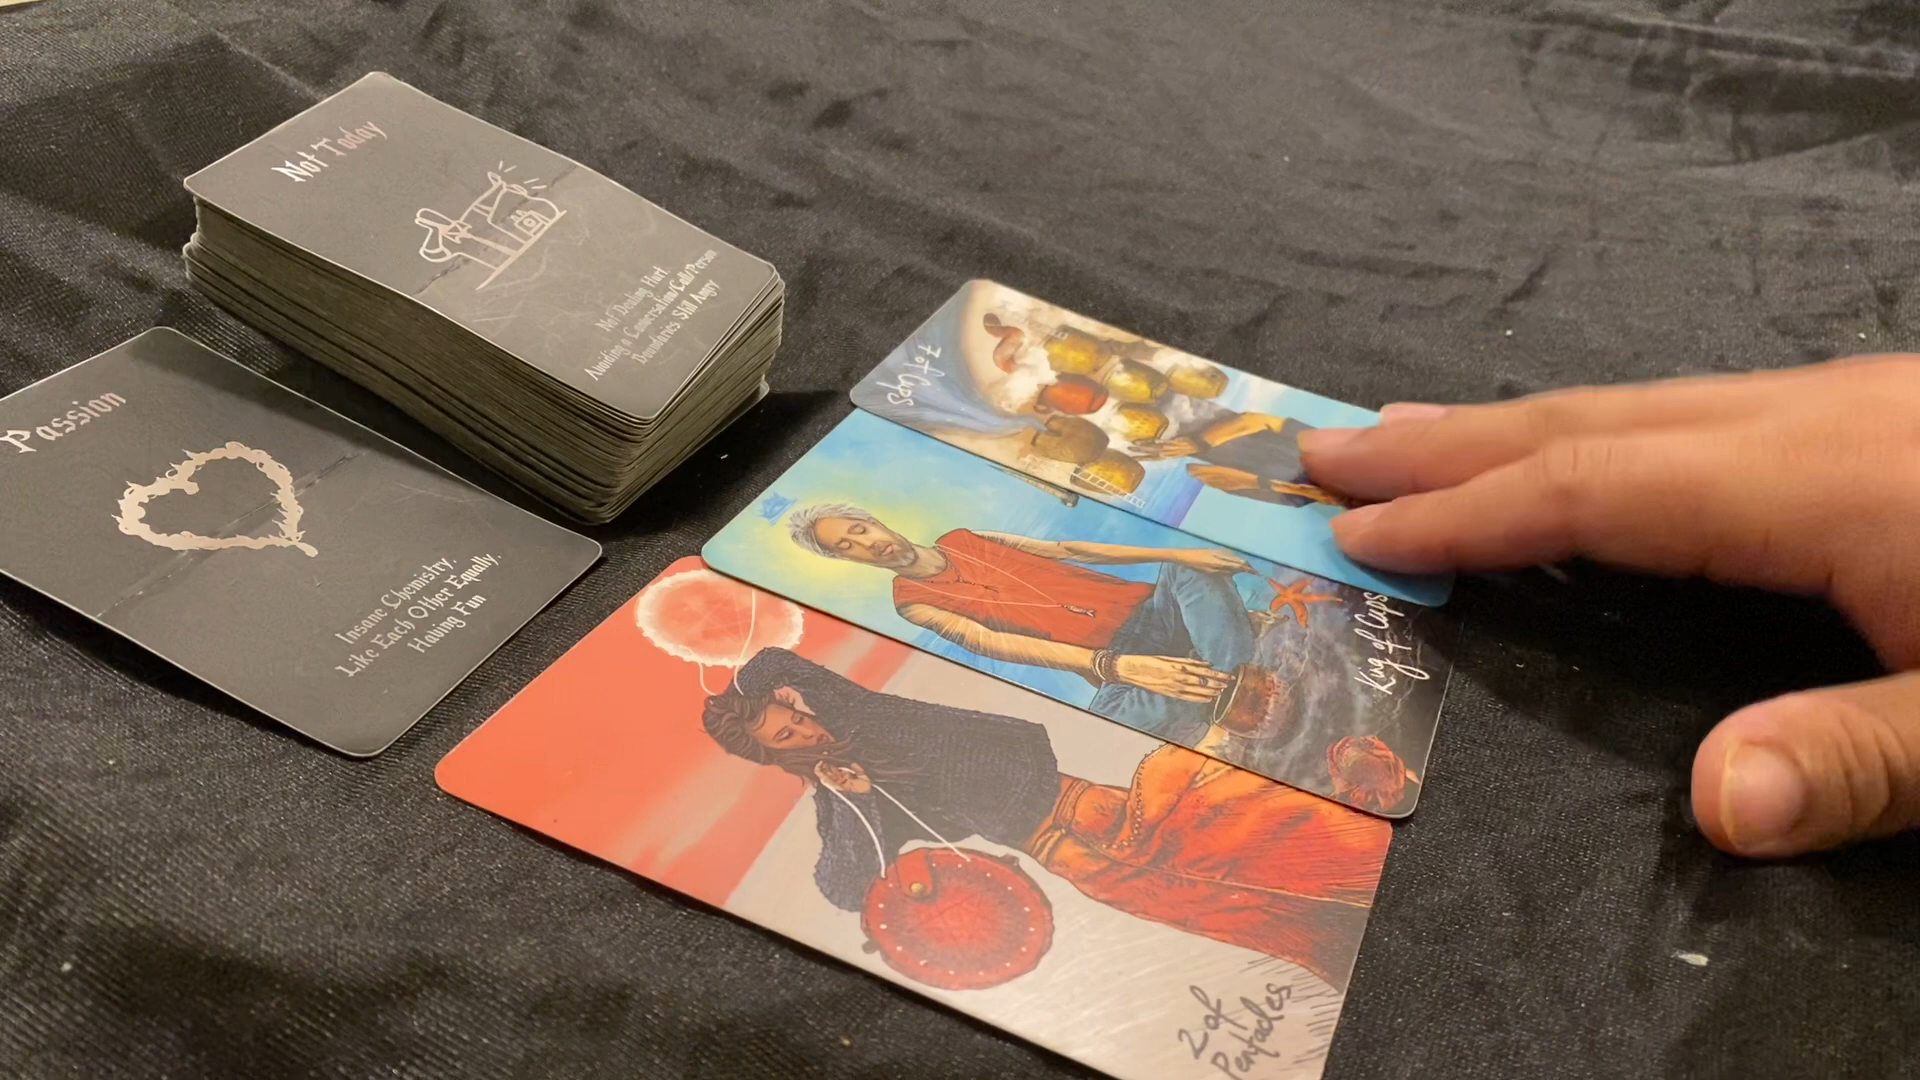 Not Today
Not Dealing, Hurt,
Avoiding a Conversation/Call/Person
Boundaries, Still Angry
Passion
Insane Chemistry,
Like Each Other Equally,
Having Fun
7 of Cups
King of Cups
2 of
Pentacles